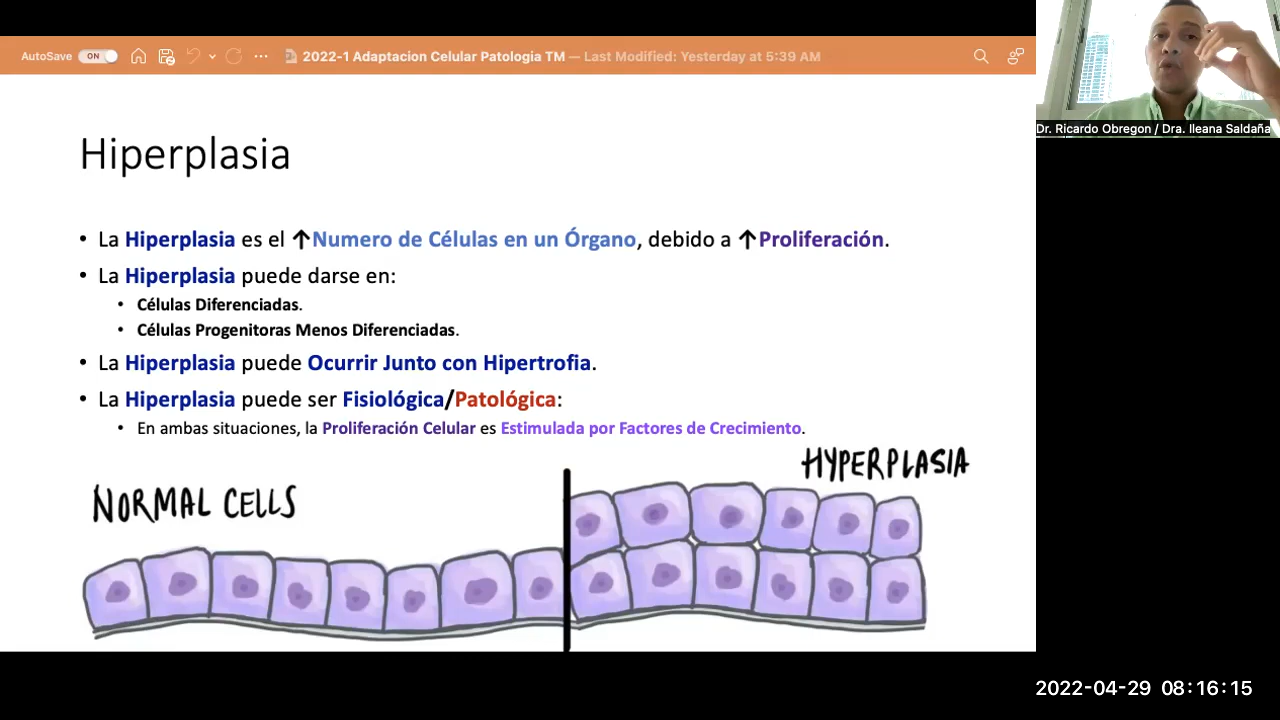 AutoSave ON ... 2022-1 Adaptacion Celular Patologia TM — Last Modified: Yesterday at 5:39 AM
Dr. Ricardo Obregon / Dra. Ileana Saldaña
Hiperplasia
• La Hiperplasia es el ↑Numero de Células en un Órgano, debido a ↑Proliferación.
• La Hiperplasia puede darse en:
• Células Diferenciadas.
• Células Progenitoras Menos Diferenciadas.
• La Hiperplasia puede Ocurrir Junto con Hipertrofia.
• La Hiperplasia puede ser Fisiológica/Patológica:
• En ambas situaciones, la Proliferación Celular es Estimulada por Factores de Crecimiento.
NORMAL CELLS
HYPERPLASIA
2022-04-29 08:16:15